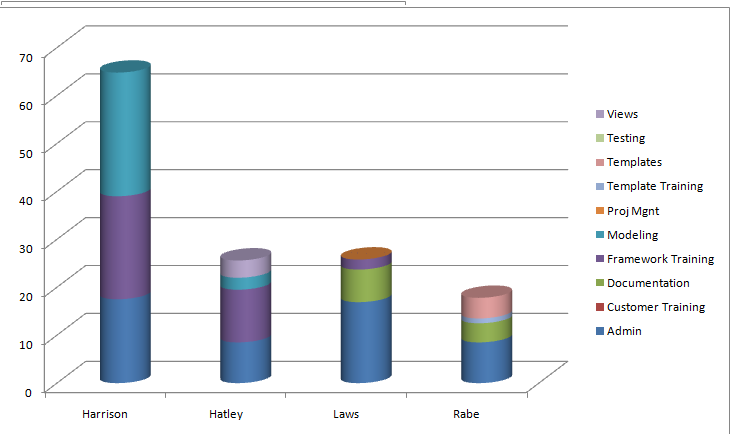 70
60
50
40
30
20
10
0
Harrison
Hatley
Laws
Rabe
Views
Testing
Templates
Template Training
Proj Mgnt
Modeling
Framework Training
Documentation
Customer Training
Admin